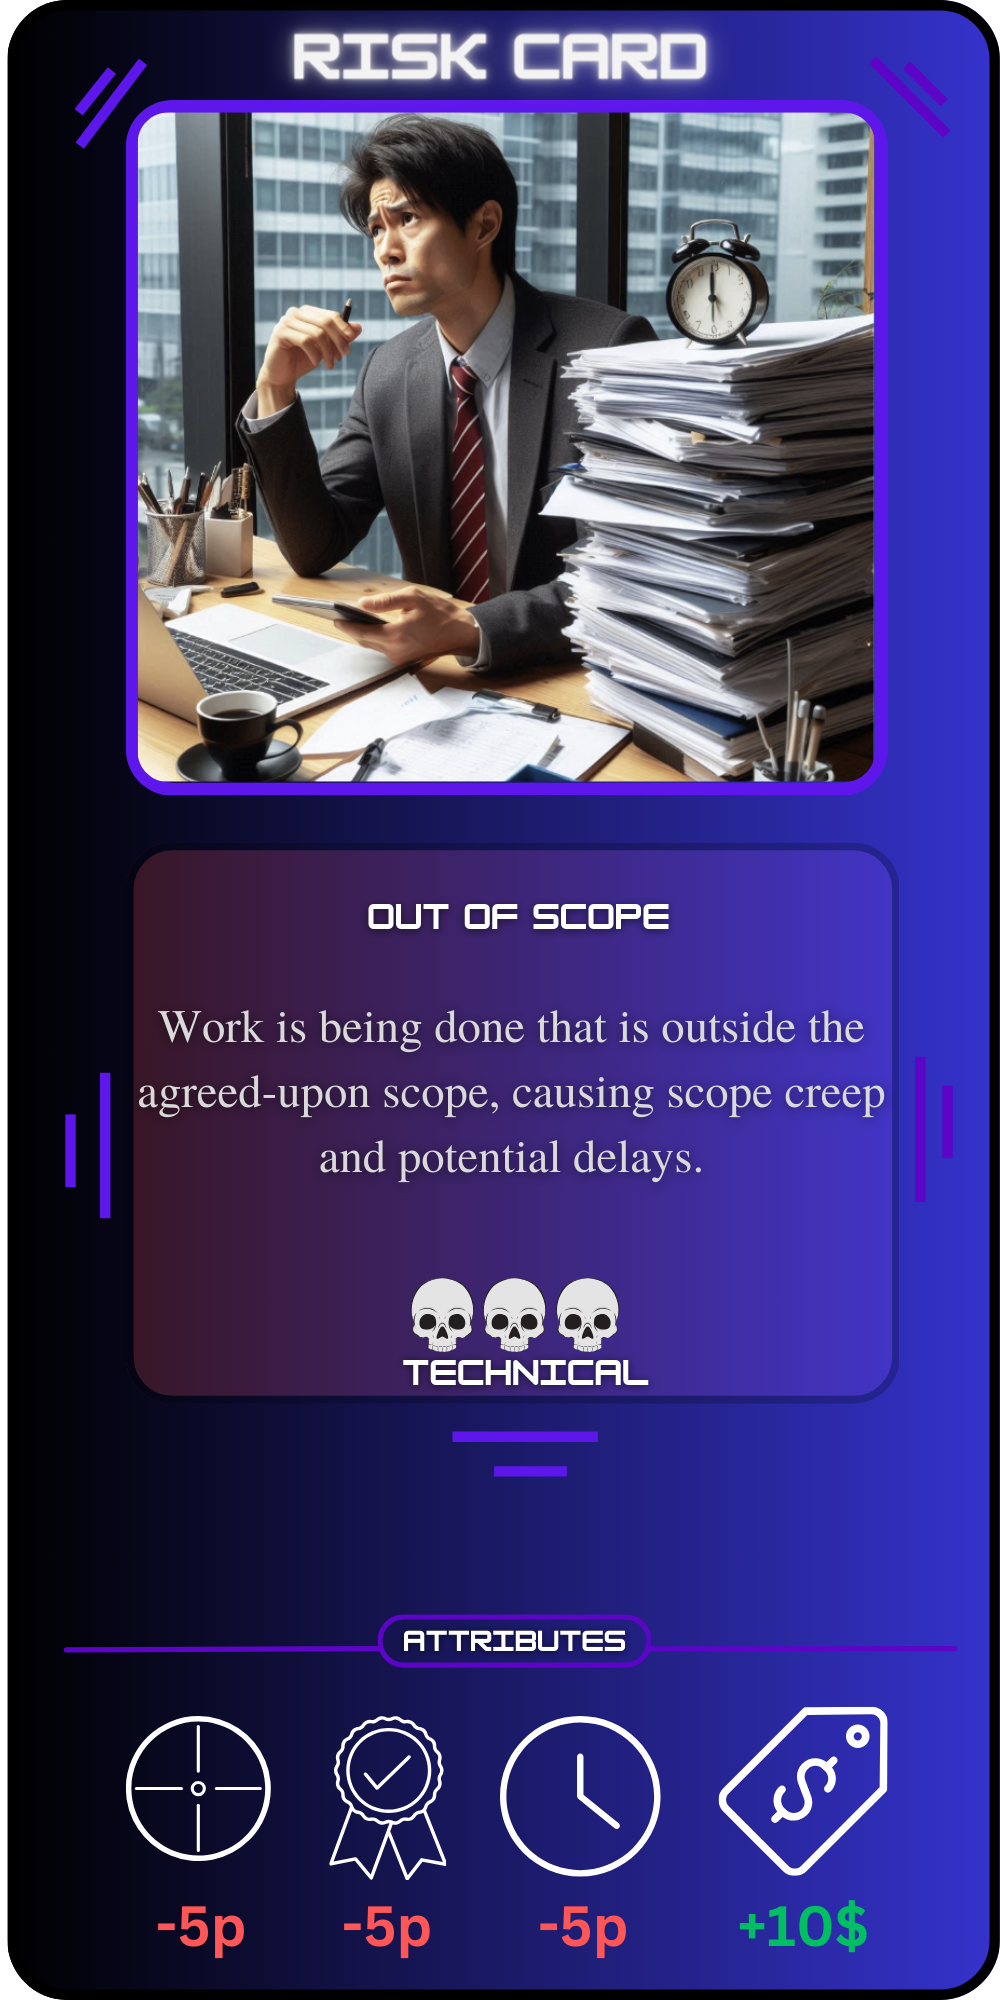 RISK CARD
OUT OF SCOPE
Work is being done that is outside the
agreed-upon scope, causing scope creep
and potential delays.
TECHNICAL
ATTRIBUTES
$
-5p -5p -5p +10$